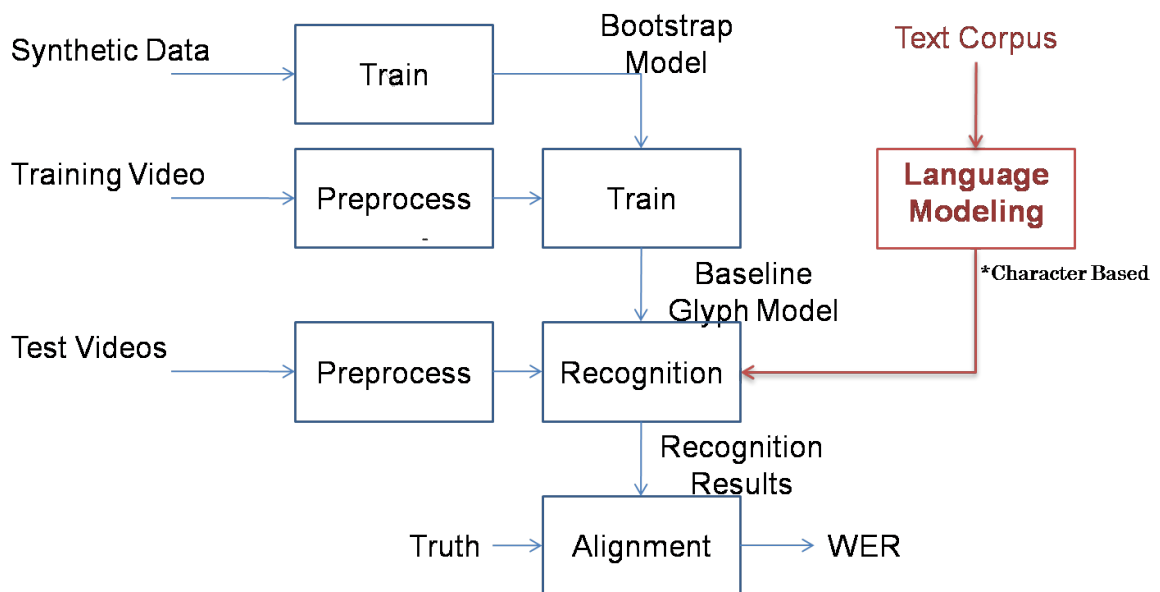 Synthetic Data
Train
Bootstrap
Model
Text Corpus
Training Video
Preprocess
-
Train
Language
Modeling
*Character Based
Baseline
Glyph Model
Test Videos
Preprocess
Recognition
Recognition
Results
Truth
Alignment
WER